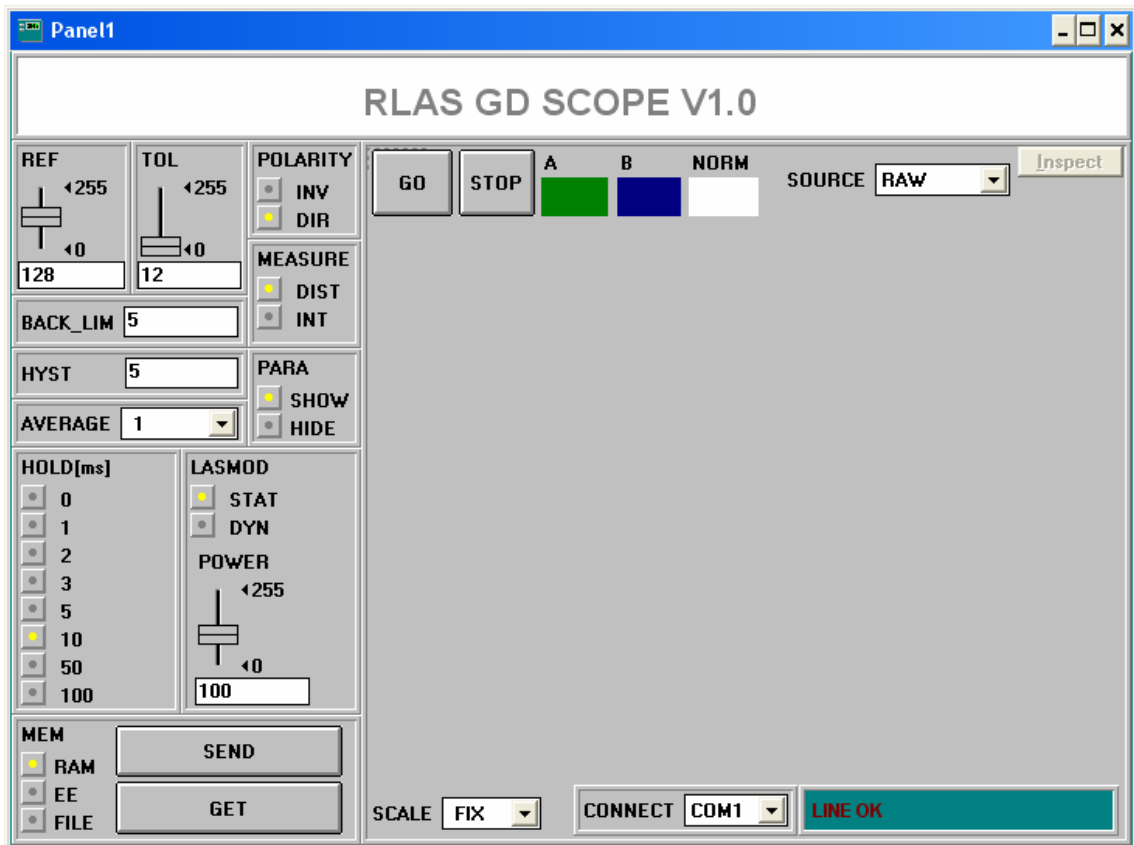 Panel1
RLAS GD SCOPE V1.0
REF
255
0
128
TOL
255
0
12
POLARITY
INV
DIR
MEASURE
DIST
INT
BACK_LIM 5
HYST 5
AVERAGE 1
PARA
SHOW
HIDE
HOLD[ms]
0
1
2
3
5
10
50
100
LASMOD
STAT
DYN
POWER
255
0
100
MEM
RAM
EE
FILE
SEND
GET
GO STOP A B NORM
SOURCE RAW
Inspect
SCALE FIX
CONNECT COM1
LINE OK